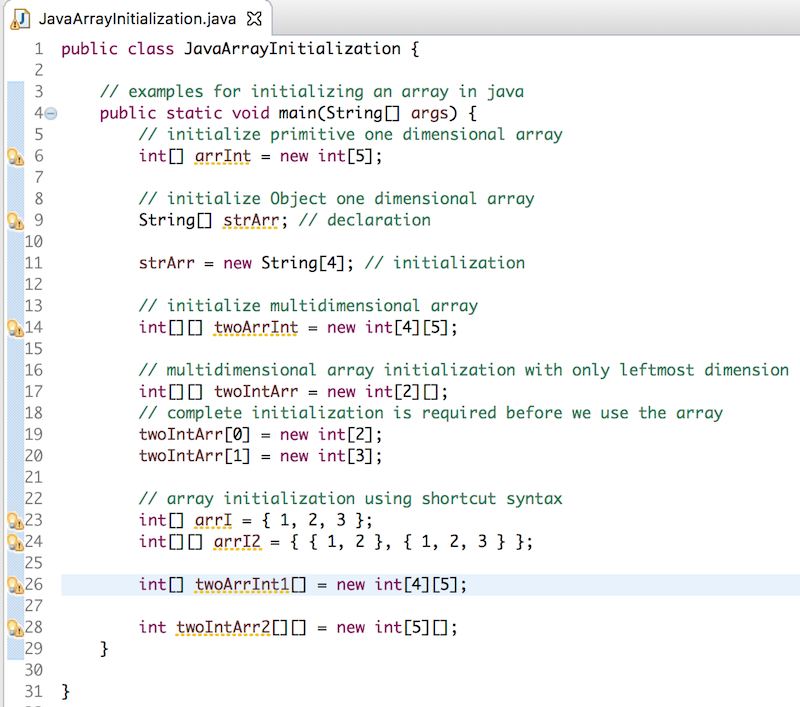 JavaArrayInitialization.java
1 public class JavaArrayInitialization {
2
3 // examples for initializing an array in java
4 public static void main(String[] args) {
5 // initialize primitive one dimensional array
6 int[] arrInt = new int[5];
7
8 // initialize Object one dimensional array
9 String[] strArr; // declaration
10
11 strArr = new String[4]; // initialization
12
13 // initialize multidimensional array
14 int[][] twoArrInt = new int[4][5];
15
16 // multidimensional array initialization with only leftmost dimension
17 int[][] twoIntArr = new int[2][];
18 // complete initialization is required before we use the array
19 twoIntArr[0] = new int[2];
20 twoIntArr[1] = new int[3];
21
22 // array initialization using shortcut syntax
23 int[] arrI = { 1, 2, 3 };
24 int[][] arrI2 = { { 1, 2 }, { 1, 2, 3 } };
25
26 int[] twoArrInt1[] = new int[4][5];
27
28 int twoIntArr2[][] = new int[5][];
29 }
30
31 }